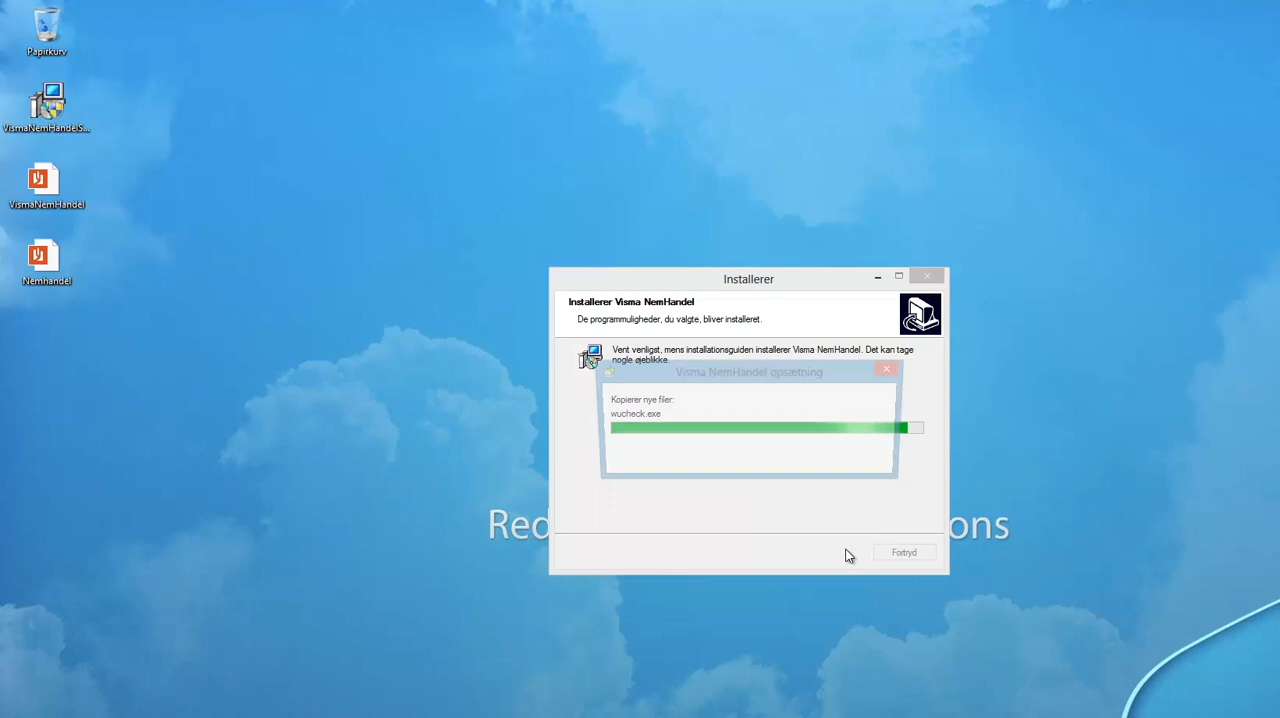 Papirkurv
VismaNemHandelS...
VismaNemHandel
Nemhandel
Installerer
Installerer Visma NemHandel
De programmuligheder, du valgte, bliver installeret.
Vent venligst, mens installationsguiden installerer Visma NemHandel. Det kan tage
nogle øjeblikke.
Visma NemHandel opsætning
Kopierer nye filer:
wucheck.exe
Fortryd
Red
ons